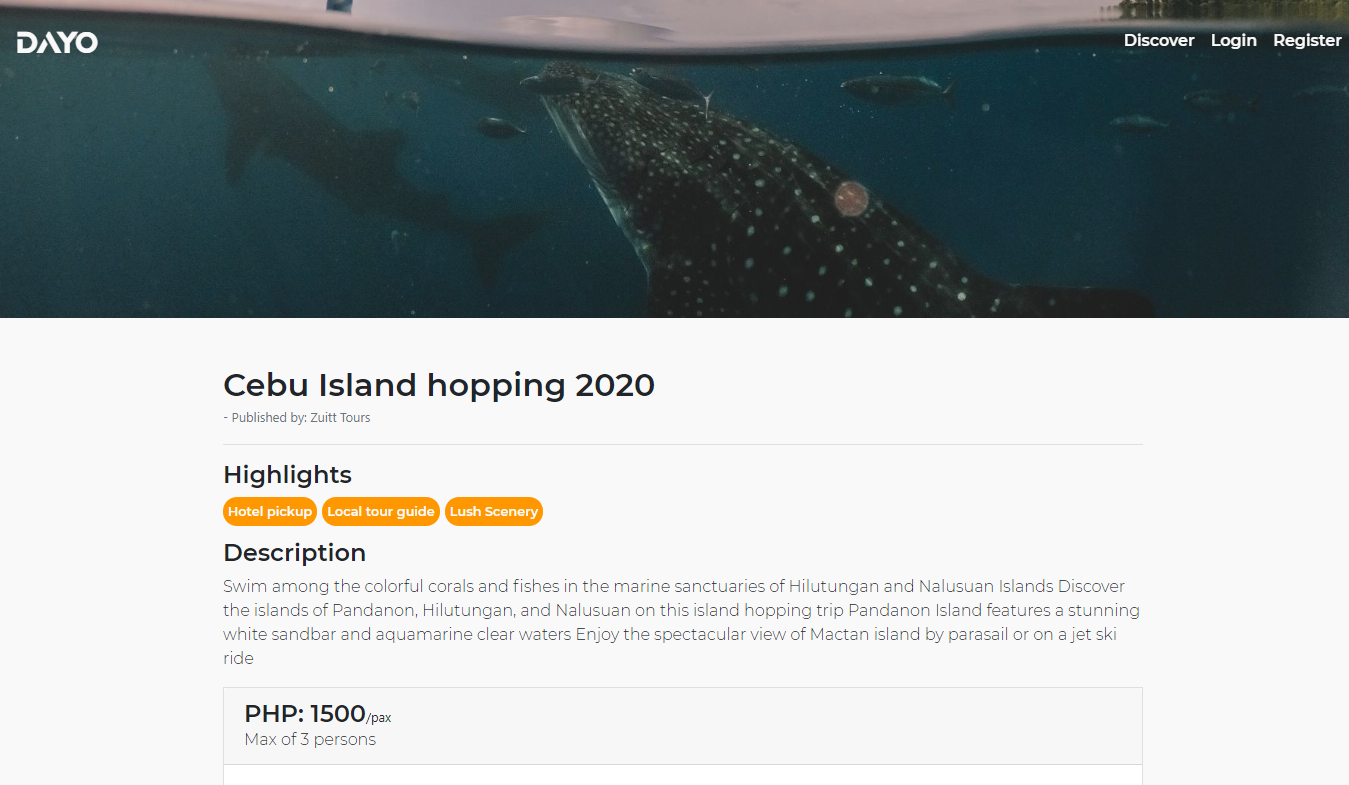 DAYO
Discover Login Register
Cebu Island hopping 2020
- Published by: Zuitt Tours
Highlights
Hotel pickup Local tour guide Lush Scenery
Description
Swim among the colorful corals and fishes in the marine sanctuaries of Hilutungan and Nalusuan Islands Discover
the islands of Pandanon, Hilutungan, and Nalusuan on this island hopping trip Pandanon Island features a stunning
white sandbar and aquamarine clear waters Enjoy the spectacular view of Mactan island by parasail or on a jet ski
ride
PHP: 1500/pax
Max of 3 persons